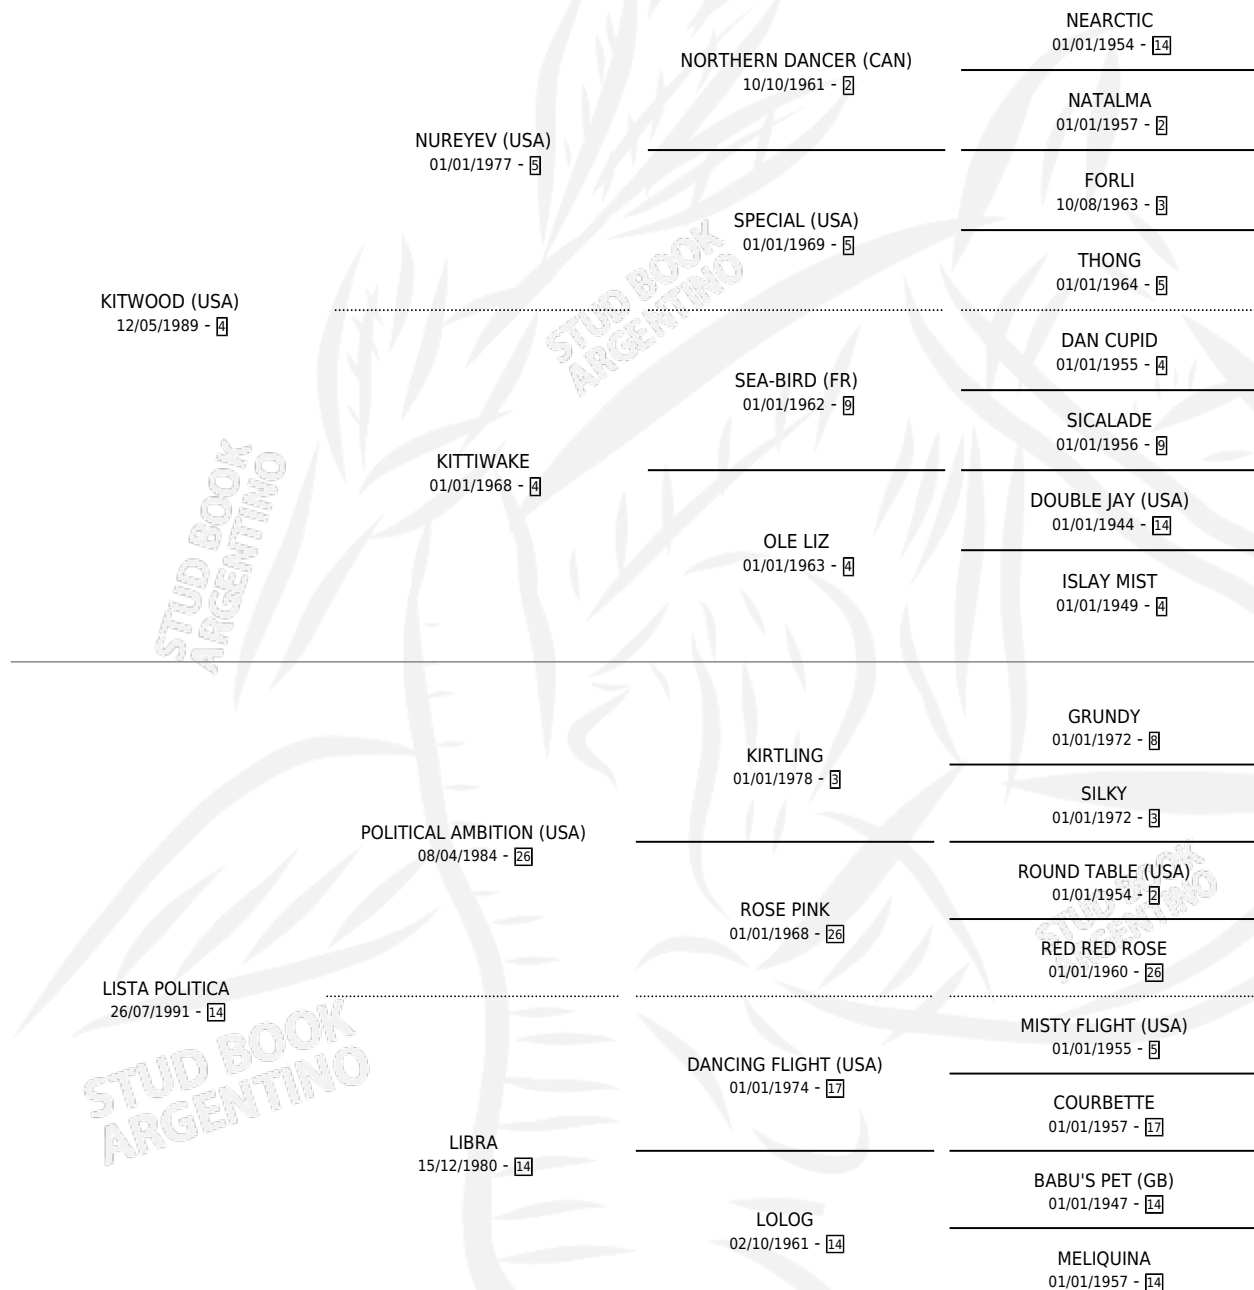 NEARCTIC
01/01/1954 - 14
NORTHERN DANCER (CAN)
10/10/1961 - 2
NATALMA
01/01/1957 - 2
NUREYEV (USA)
01/01/1977 - 5
FORLI
10/08/1963 - 3
SPECIAL (USA)
01/01/1969 - 5
THONG
01/01/1964 - 5
KITWOOD (USA)
12/05/1989 - 4
DAN CUPID
01/01/1955 - 4
SEA-BIRD (FR)
01/01/1962 - 9
SICALADE
01/01/1956 - 9
KITTIWAKE
01/01/1968 - 4
DOUBLE JAY (USA)
01/01/1944 - 14
OLE LIZ
01/01/1963 - 4
ISLAY MIST
01/01/1949 - 4
GRUNDY
01/01/1972 - 8
KIRTLING
01/01/1978 - 3
SILKY
01/01/1972 - 3
POLITICAL AMBITION (USA)
08/04/1984 - 26
ROUND TABLE (USA)
01/01/1954 - 2
ROSE PINK
01/01/1968 - 26
RED RED ROSE
01/01/1960 - 26
LISTA POLITICA
26/07/1991 - 14
MISTY FLIGHT (USA)
01/01/1955 - 5
DANCING FLIGHT (USA)
01/01/1974 - 17
COURBETTE
01/01/1957 - 17
LIBRA
15/12/1980 - 14
BABU'S PET (GB)
01/01/1947 - 14
LOLOG
02/10/1961 - 14
MELIQUINA
01/01/1957 - 14
STUD BOOK
ARGENTINO
STUD BOOK
ARGENTINO
STUD BOOK
ARGENTINO
STUD BOOK
ARGENTINO